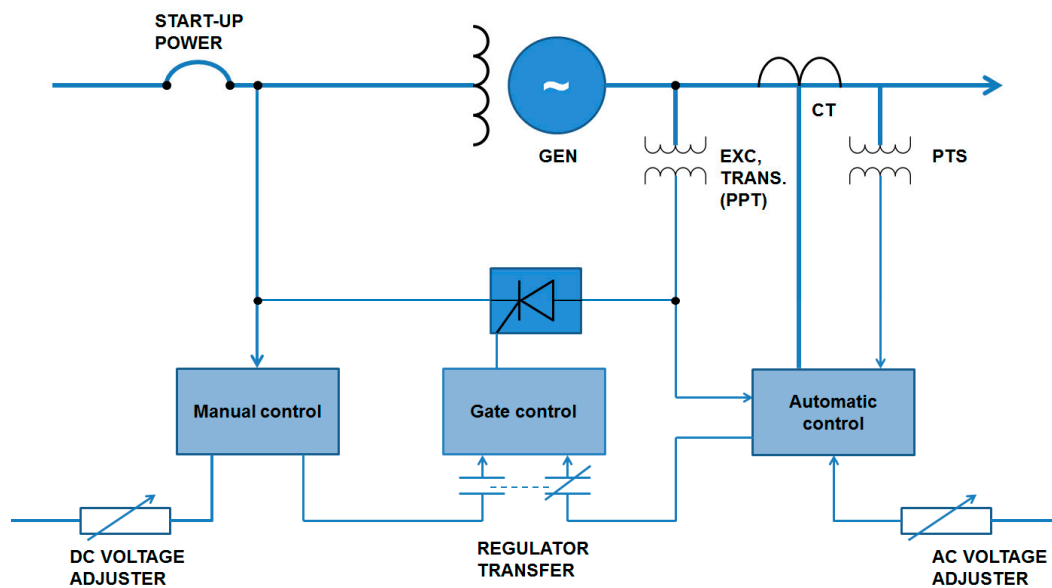 START-UP
POWER
~
GEN
EXC,
TRANS.
(PPT)
CT
PTS
Manual control
Gate control
Automatic
control
DC VOLTAGE
ADJUSTER
REGULATOR
TRANSFER
AC VOLTAGE
ADJUSTER